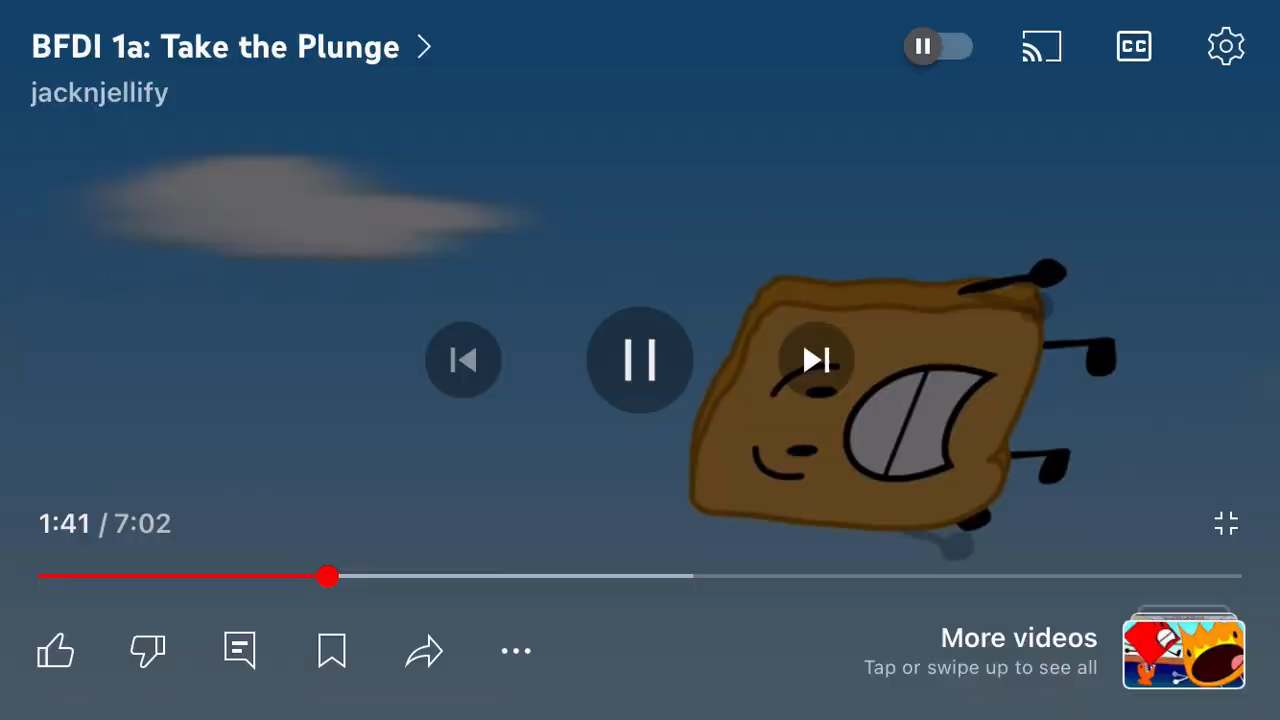 BFDI 1a: Take the Plunge
jacknjellify
CC
1:41 / 7:02
More videos
Tap or swipe up to see all